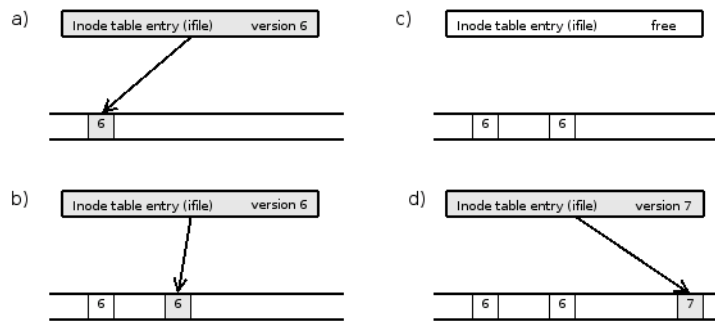 a) Inode table entry (ifile) version 6
6
b) Inode table entry (ifile) version 6
6 6
c) Inode table entry (ifile) free
6 6
d) Inode table entry (ifile) version 7
6 6 7